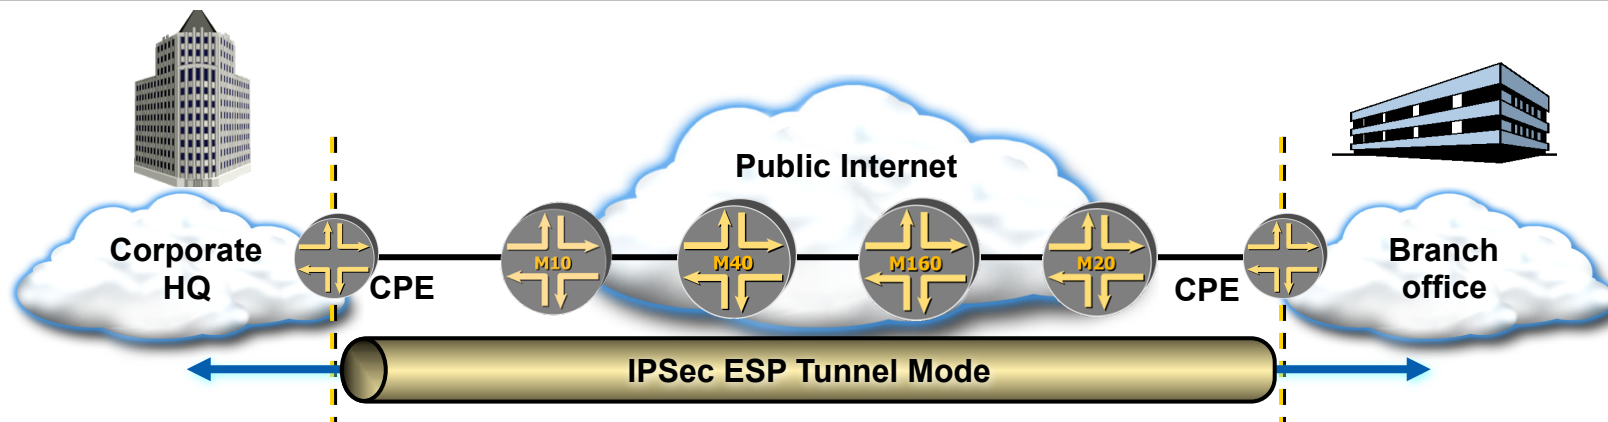 Public Internet
Corporate
HQ
CPE
M10
M40
M160
M20
CPE
Branch
office
IPSec ESP Tunnel Mode